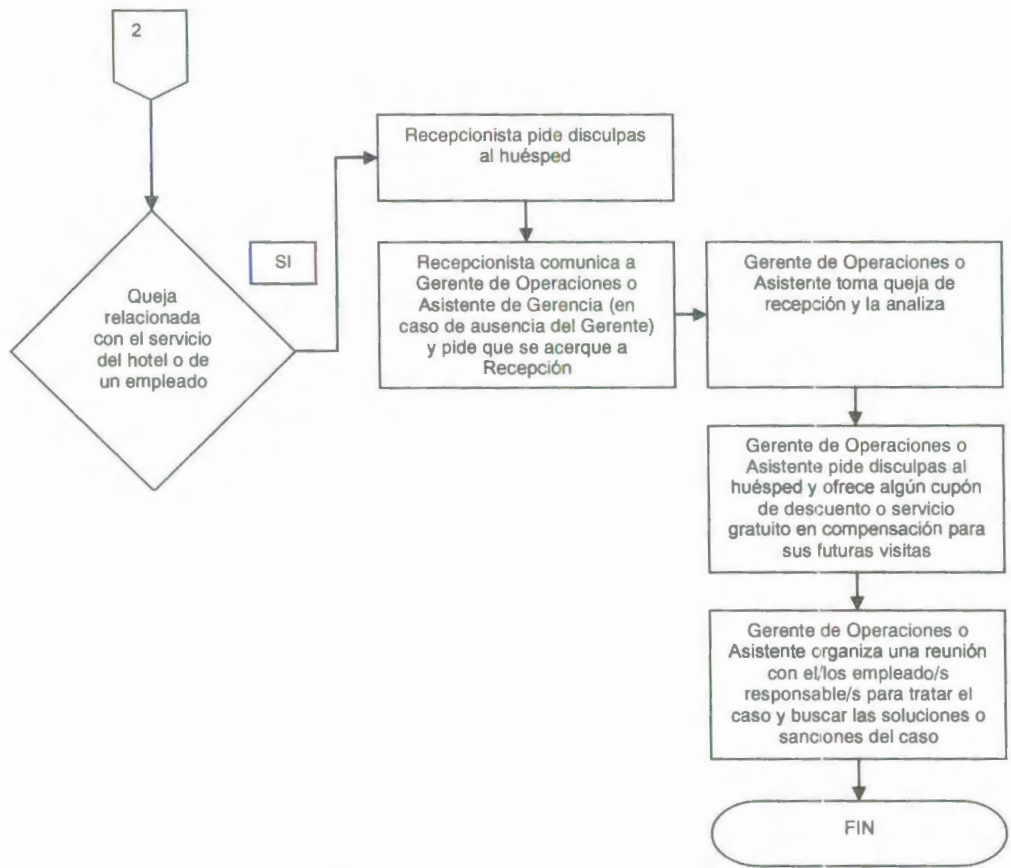 2
Queja
relacionada
con el servicio
del hotel o de
un empleado
SI
Recepcionista pide disculpas
al huésped
Recepcionista comunica a
Gerente de Operaciones o
Asistente de Gerencia (en
caso de ausencia del Gerente)
y pide que se acerque a
Recepción
Gerente de Operaciones o
Asistente toma queja de
recepción y la analiza
Gerente de Operaciones o
Asistente pide disculpas al
huésped y ofrece algún cupón
de descuento o servicio
gratuito en compensación para
sus futuras visitas
Gerente de Operaciones o
Asistente organiza una reunión
con el/los empleado/s
responsable/s para tratar el
caso y buscar las soluciones o
sanciones del caso
FIN